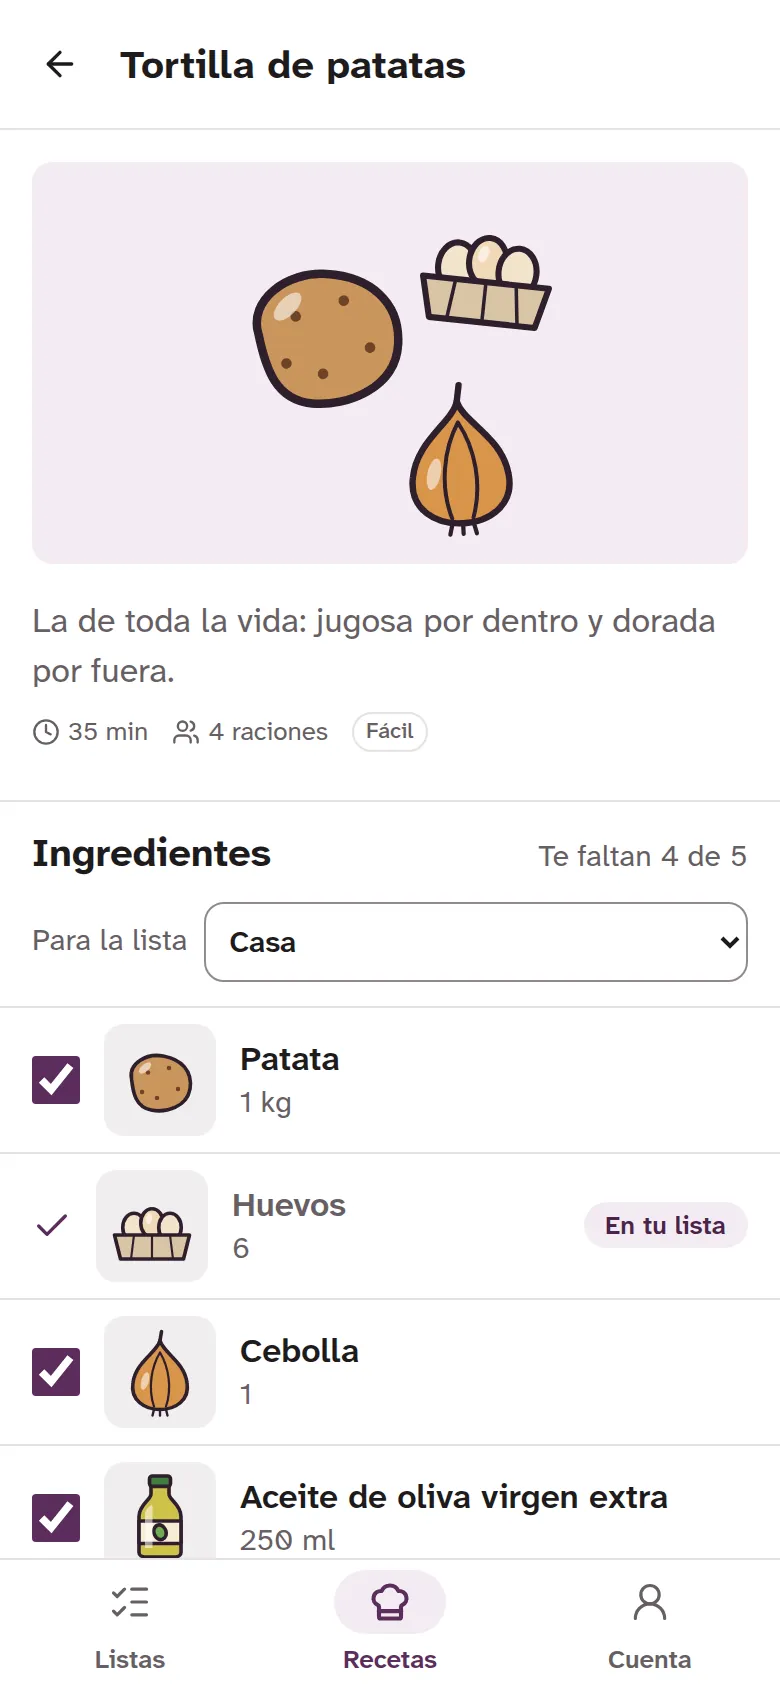 Tortilla de patatas
La de toda la vida: jugosa por dentro y dorada
por fuera.
35 min 4 raciones Fácil
Ingredientes Te faltan 4 de 5
Para la lista Casa
Patata
1 kg
Huevos
6
En tu lista
Cebolla
1
Aceite de oliva virgen extra
250 ml
Listas Recetas Cuenta